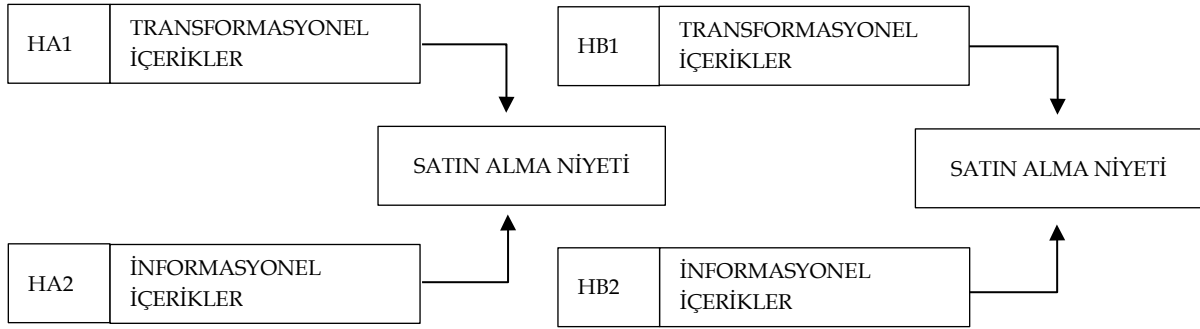 HA1
TRANSFORMASYONEL
İÇERİKLER
SATIN ALMA NİYETİ
HA2
İNFORMASYONEL
İÇERİKLER
HB1
TRANSFORMASYONEL
İÇERİKLER
SATIN ALMA NİYETİ
HB2
İNFORMASYONEL
İÇERİKLER